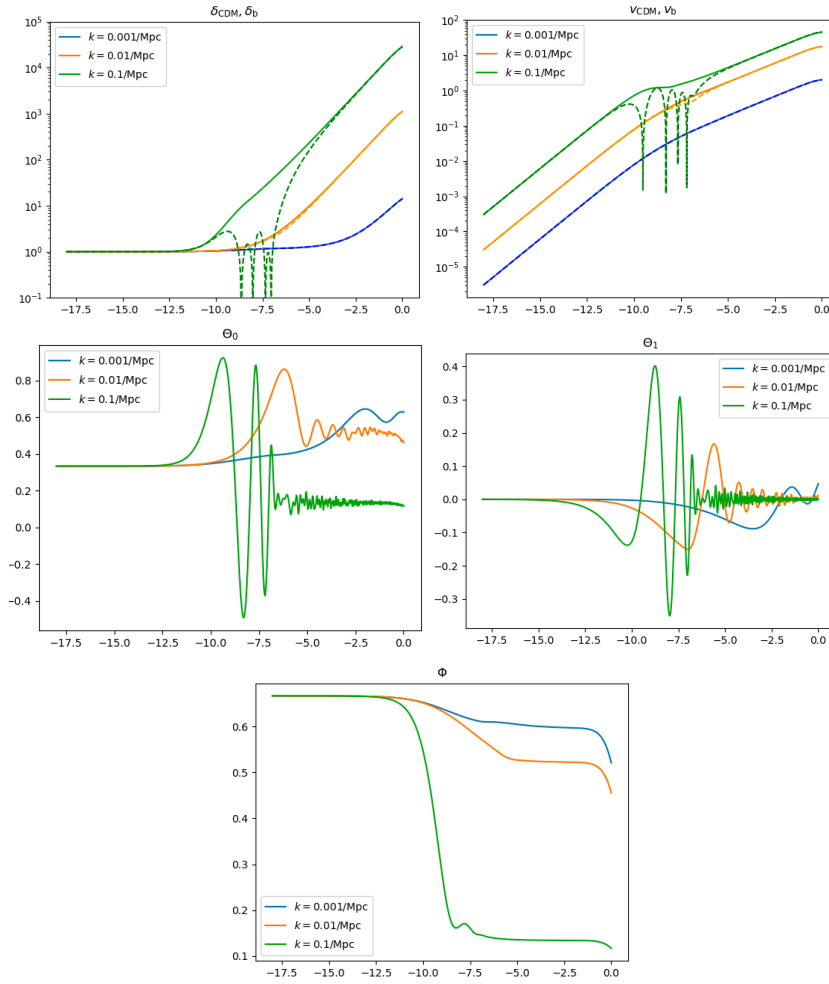 δ_CDM, δ_b
10^5
10^4
10^3
10^2
10^1
10^0
10^-1
k = 0.001/Mpc
k = 0.01/Mpc
k = 0.1/Mpc
−17.5 −15.0 −12.5 −10.0 −7.5 −5.0 −2.5 0.0
v_CDM, v_b
10^2
10^1
10^0
10^-1
10^-2
10^-3
10^-4
10^-5
k = 0.001/Mpc
k = 0.01/Mpc
k = 0.1/Mpc
−17.5 −15.0 −12.5 −10.0 −7.5 −5.0 −2.5 0.0
Θ_0
0.8
0.6
0.4
0.2
0.0
−0.2
−0.4
k = 0.001/Mpc
k = 0.01/Mpc
k = 0.1/Mpc
−17.5 −15.0 −12.5 −10.0 −7.5 −5.0 −2.5 0.0
Θ_1
0.4
0.3
0.2
0.1
0.0
−0.1
−0.2
−0.3
k = 0.001/Mpc
k = 0.01/Mpc
k = 0.1/Mpc
−17.5 −15.0 −12.5 −10.0 −7.5 −5.0 −2.5 0.0
Φ
0.6
0.5
0.4
0.3
0.2
0.1
k = 0.001/Mpc
k = 0.01/Mpc
k = 0.1/Mpc
−17.5 −15.0 −12.5 −10.0 −7.5 −5.0 −2.5 0.0